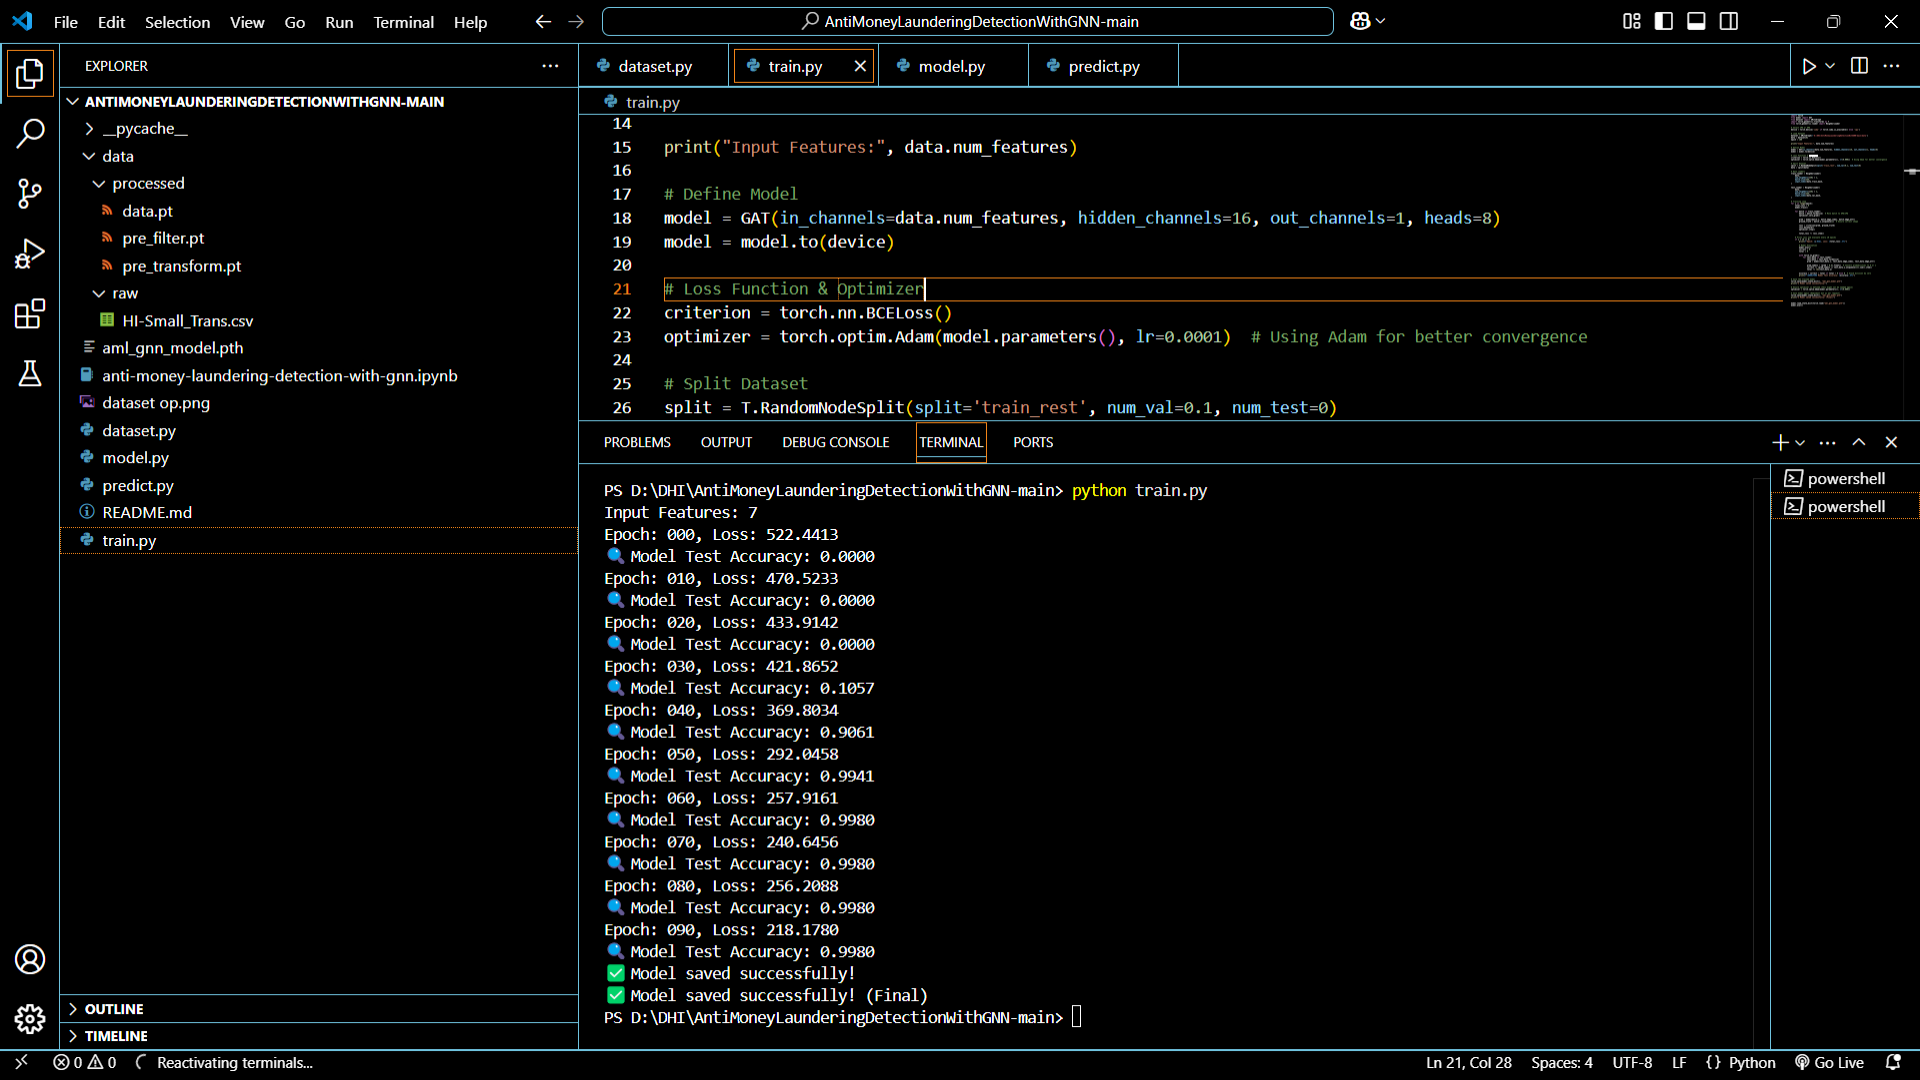 File Edit Selection View Go Run Terminal Help
AntiMoneyLaunderingDetectionWithGNN-main
EXPLORER
ANTIMONEYLAUNDERINGDETECTIONWITHGNN-MAIN
__pycache__
data
processed
data.pt
pre_filter.pt
pre_transform.pt
raw
HI-Small_Trans.csv
aml_gnn_model.pth
anti-money-laundering-detection-with-gnn.ipynb
dataset op.png
dataset.py
model.py
predict.py
README.md
train.py
OUTLINE
TIMELINE
dataset.py train.py model.py predict.py
train.py
14
15 print("Input Features:", data.num_features)
16
17 # Define Model
18 model = GAT(in_channels=data.num_features, hidden_channels=16, out_channels=1, heads=8)
19 model = model.to(device)
20
21 # Loss Function & Optimizer
22 criterion = torch.nn.BCELoss()
23 optimizer = torch.optim.Adam(model.parameters(), lr=0.0001)  # Using Adam for better convergence
24
25 # Split Dataset
26 split = T.RandomNodeSplit(split='train_rest', num_val=0.1, num_test=0)
PROBLEMS OUTPUT DEBUG CONSOLE TERMINAL PORTS
PS D:\DHI\AntiMoneyLaunderingDetectionWithGNN-main> python train.py
Input Features: 7
Epoch: 000, Loss: 522.4413
Model Test Accuracy: 0.0000
Epoch: 010, Loss: 470.5233
Model Test Accuracy: 0.0000
Epoch: 020, Loss: 433.9142
Model Test Accuracy: 0.0000
Epoch: 030, Loss: 421.8652
Model Test Accuracy: 0.1057
Epoch: 040, Loss: 369.8034
Model Test Accuracy: 0.9061
Epoch: 050, Loss: 292.0458
Model Test Accuracy: 0.9941
Epoch: 060, Loss: 257.9161
Model Test Accuracy: 0.9980
Epoch: 070, Loss: 240.6456
Model Test Accuracy: 0.9980
Epoch: 080, Loss: 256.2088
Model Test Accuracy: 0.9980
Epoch: 090, Loss: 218.1780
Model Test Accuracy: 0.9980
✅ Model saved successfully!
✅ Model saved successfully! (Final)
PS D:\DHI\AntiMoneyLaunderingDetectionWithGNN-main>
powershell
powershell
0 0 Reactivating terminals... Ln 21, Col 28 Spaces: 4 UTF-8 LF {} Python Go Live